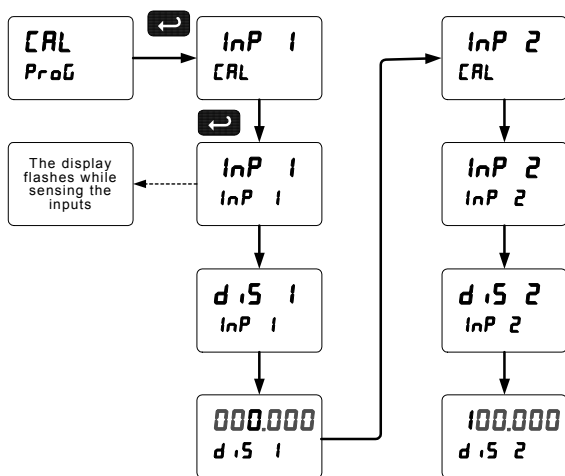 CAL
ProG
InP 1
CAL
The display
flashes while
sensing the
inputs
InP 1
InP 1
diS 1
InP 1
000.000
diS 1
InP 2
CAL
InP 2
InP 2
diS 2
InP 2
100.000
diS 2